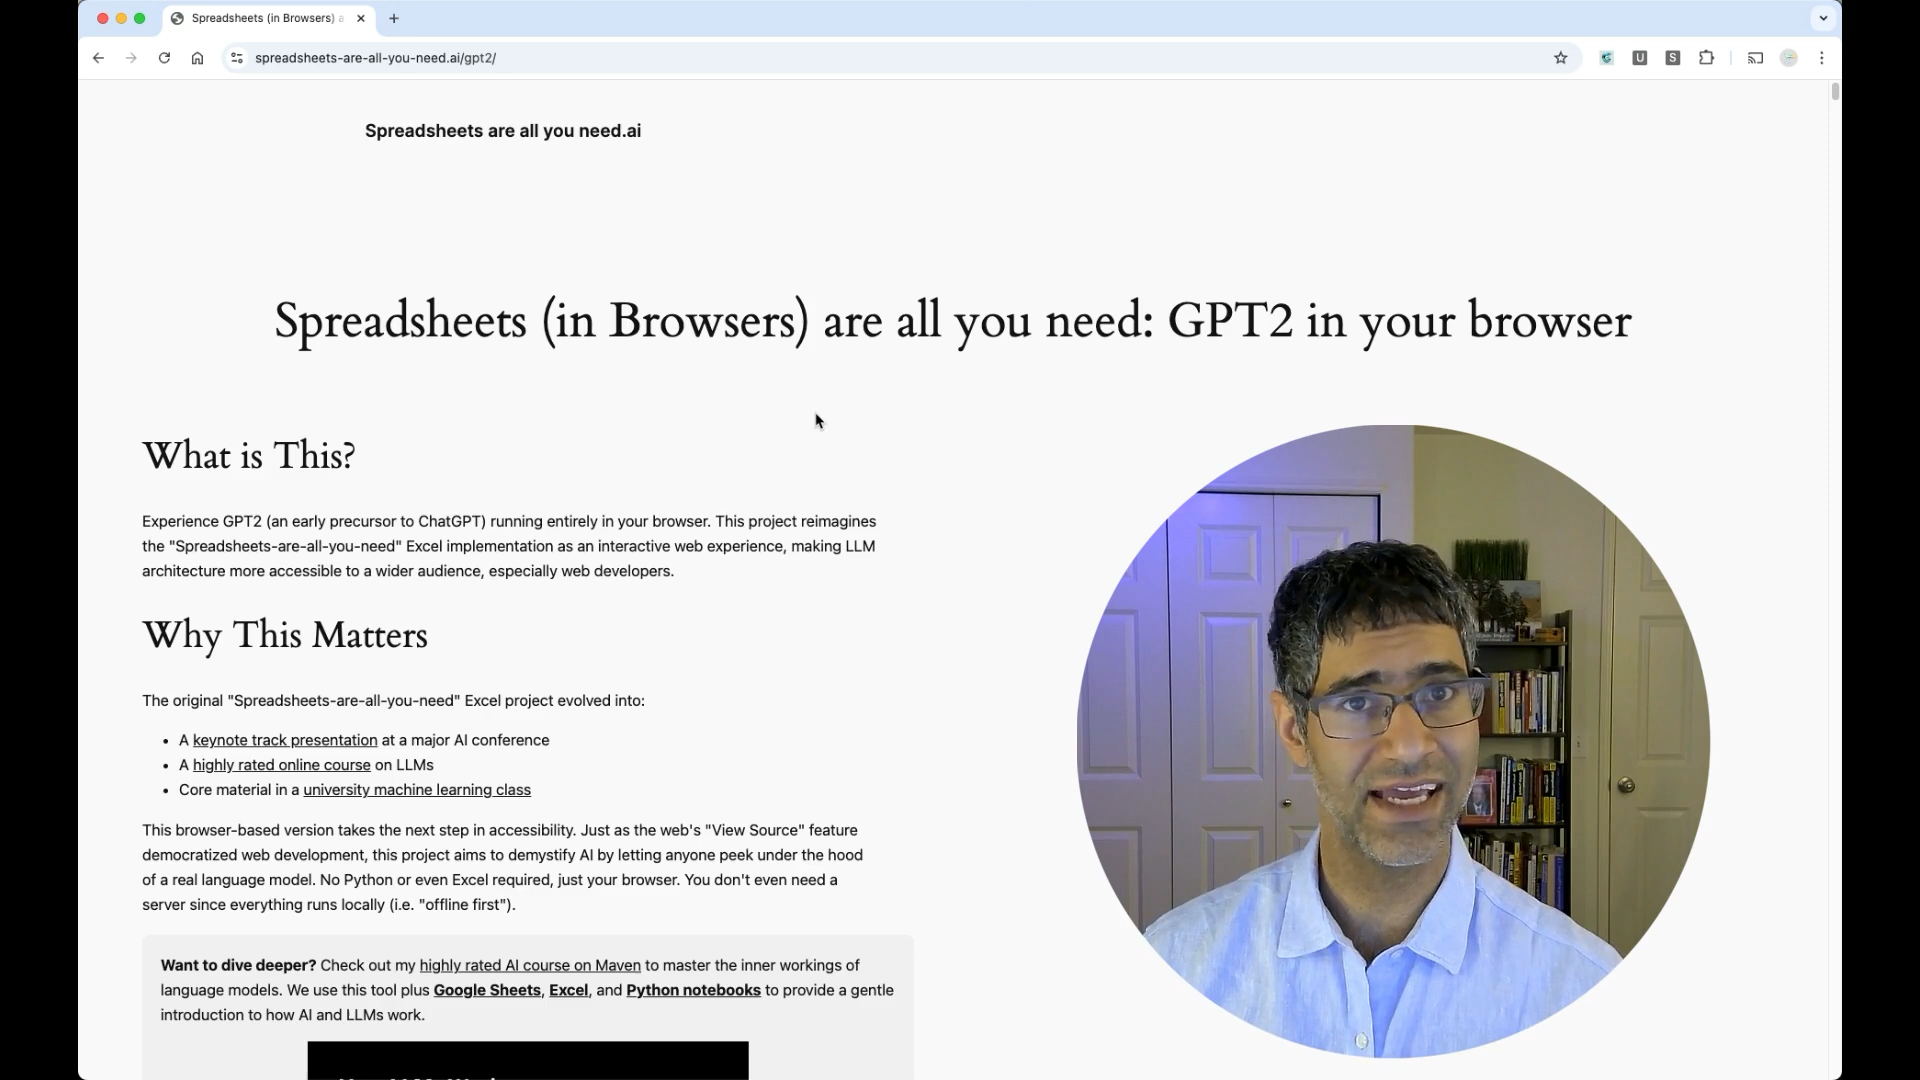 Spreadsheets (in Browsers) a
spreadsheets-are-all-you-need.ai/gpt2/
Spreadsheets are all you need.ai
Spreadsheets (in Browsers) are all you need: GPT2 in your browser
What is This?
Experience GPT2 (an early precursor to ChatGPT) running entirely in your browser. This project reimagines
the "Spreadsheets-are-all-you-need" Excel implementation as an interactive web experience, making LLM
architecture more accessible to a wider audience, especially web developers.
Why This Matters
The original "Spreadsheets-are-all-you-need" Excel project evolved into:
• A keynote track presentation at a major AI conference
• A highly rated online course on LLMs
• Core material in a university machine learning class
This browser-based version takes the next step in accessibility. Just as the web's "View Source" feature
democratized web development, this project aims to demystify AI by letting anyone peek under the hood
of a real language model. No Python or even Excel required, just your browser. You don't even need a
server since everything runs locally (i.e. "offline first").
Want to dive deeper? Check out my highly rated AI course on Maven to master the inner workings of
language models. We use this tool plus Google Sheets, Excel, and Python notebooks to provide a gentle
introduction to how AI and LLMs work.